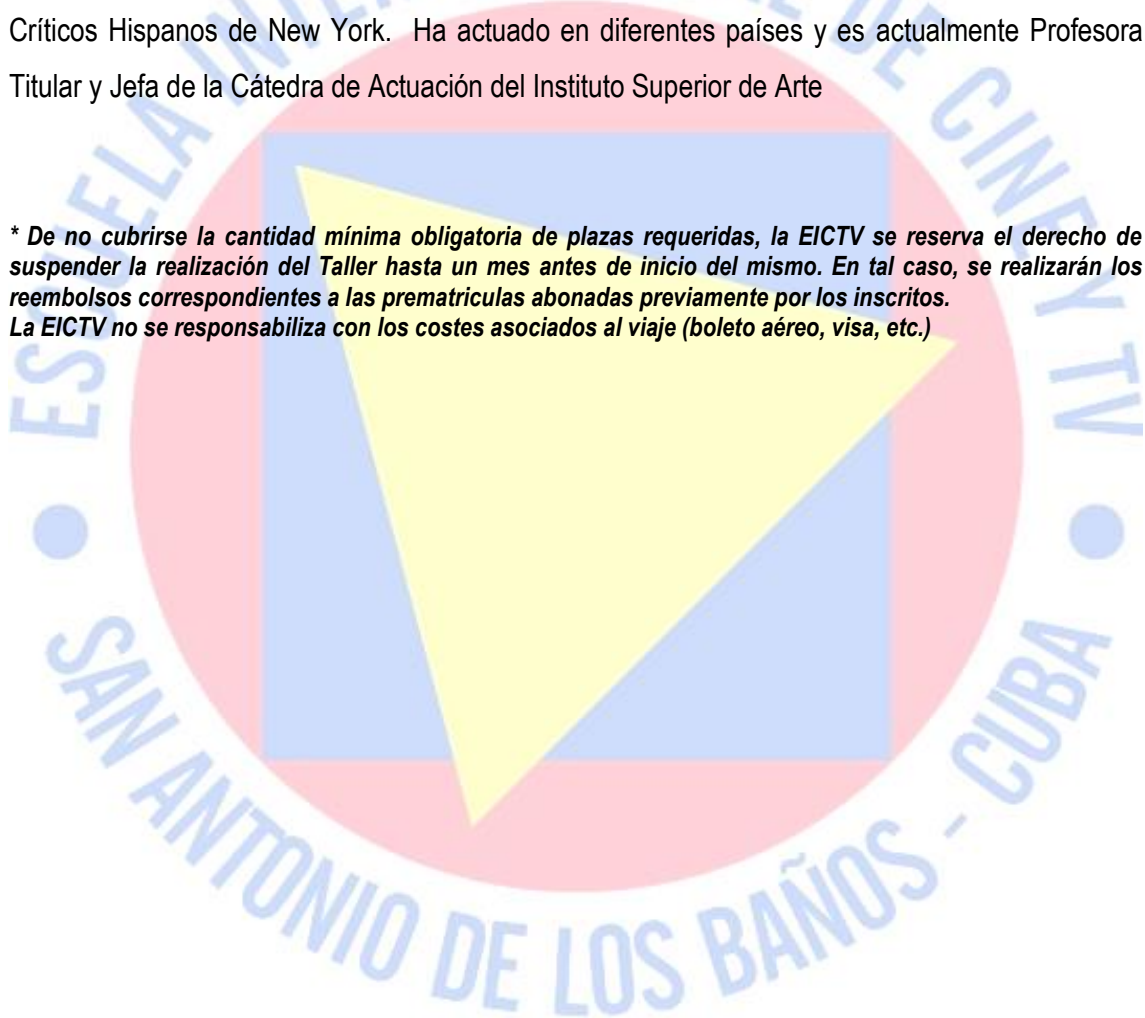 Críticos Hispanos de New York. Ha actuado en diferentes países y es actualmente Profesora
Titular y Jefa de la Cátedra de Actuación del Instituto Superior de Arte
* De no cubrirse la cantidad mínima obligatoria de plazas requeridas, la EICTV se reserva el derecho de
suspender la realización del Taller hasta un mes antes de inicio del mismo. En tal caso, se realizarán los
reembolsos correspondientes a las prematriculas abonadas previamente por los inscritos.
La EICTV no se responsabiliza con los costes asociados al viaje (boleto aéreo, visa, etc.)
ESCUELA DE CINE Y TV
SAN ANTONIO DE LOS BAÑOS - CUBA